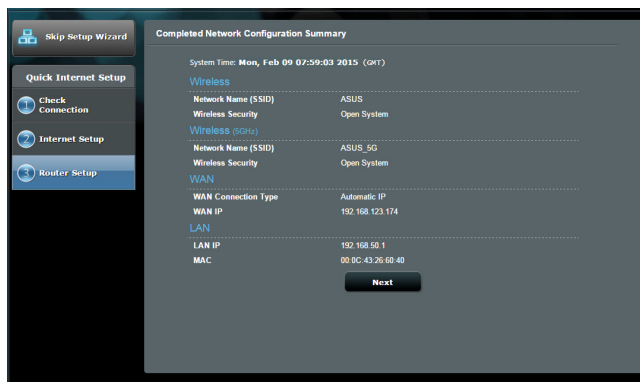 Skip Setup Wizard
Quick Internet Setup
1 Check
Connection
2 Internet Setup
3 Router Setup
Completed Network Configuration Summary
System Time: Mon, Feb 09 07:59:03 2015 (GMT)
Wireless
Network Name (SSID) ASUS
Wireless Security Open System
Wireless (5GHz)
Network Name (SSID) ASUS_5G
Wireless Security Open System
WAN
WAN Connection Type Automatic IP
WAN IP 192.168.123.174
LAN
LAN IP 192.168.50.1
MAC 00:0C:43:26:60:40
Next